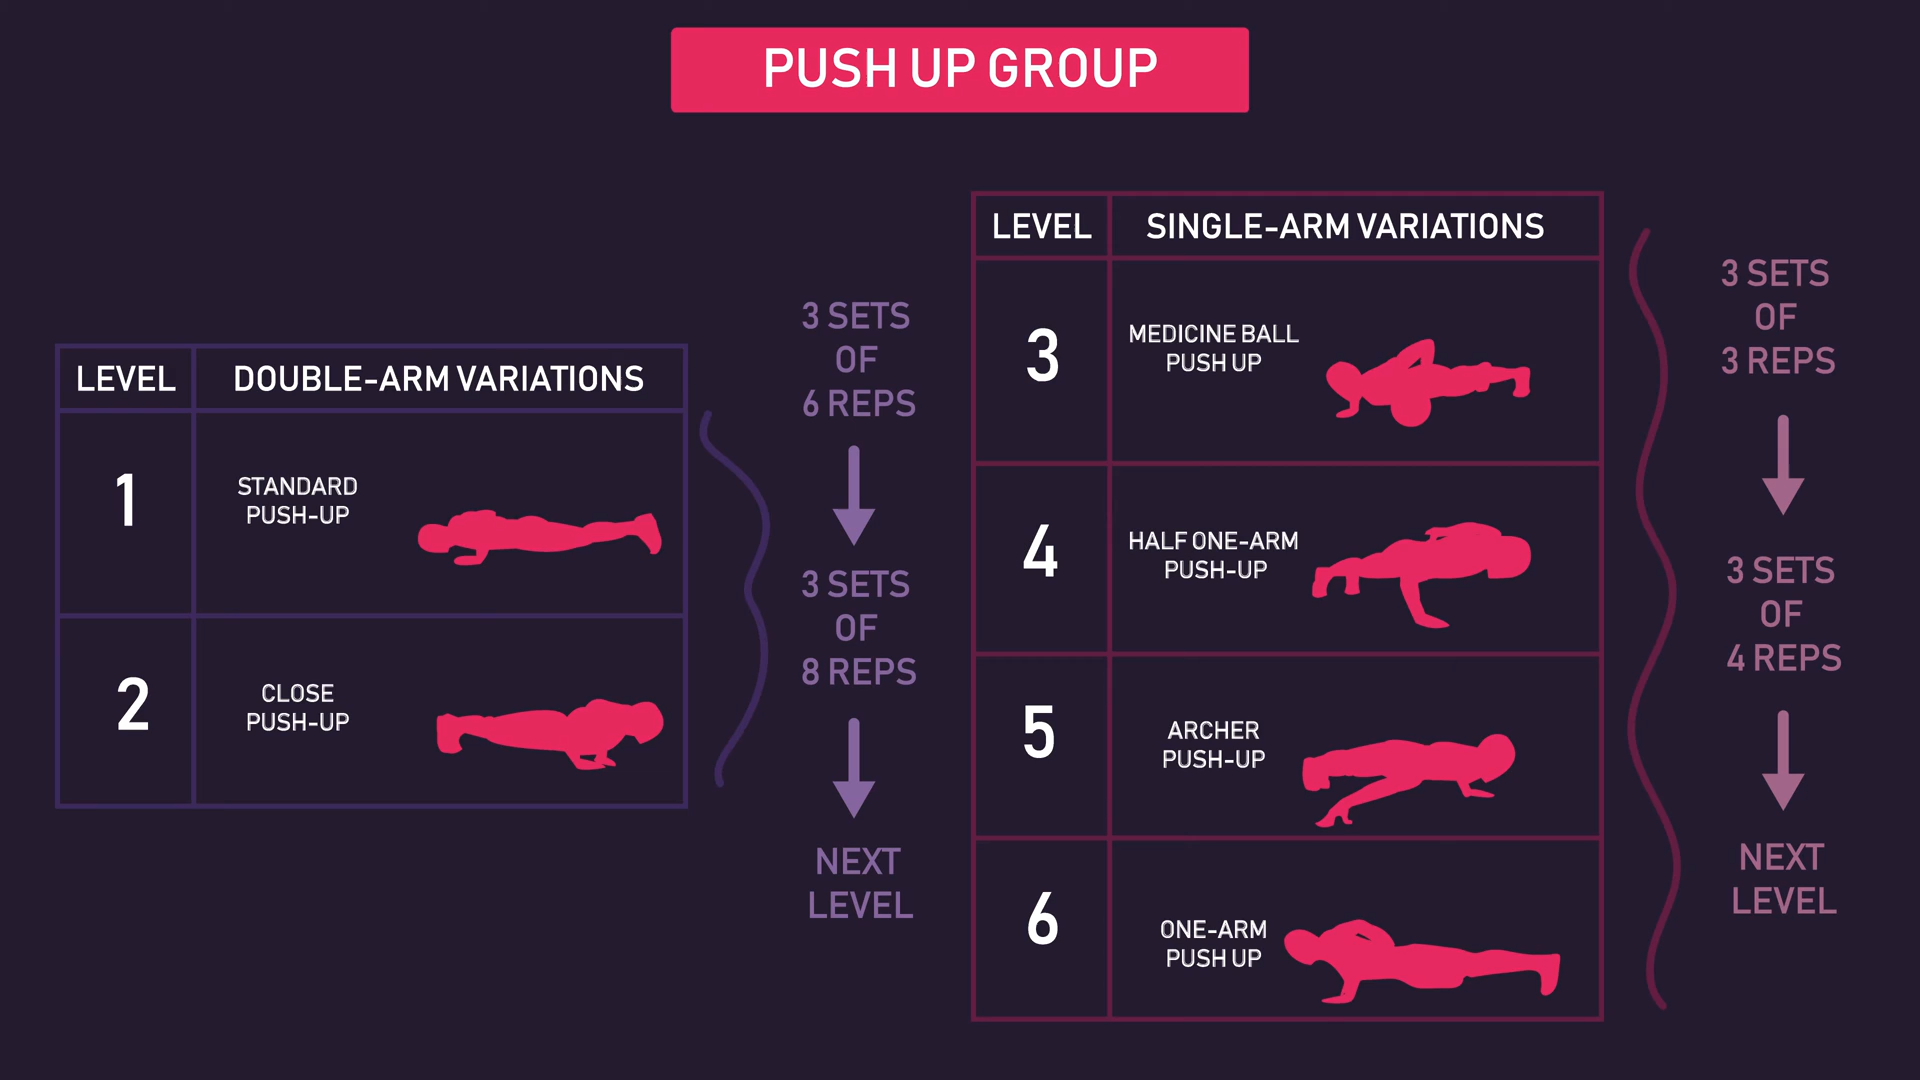 PUSH UP GROUP
LEVEL
DOUBLE-ARM VARIATIONS
1
STANDARD
PUSH-UP
2
CLOSE
PUSH-UP
3 SETS
OF
6 REPS
3 SETS
OF
8 REPS
NEXT
LEVEL
LEVEL
SINGLE-ARM VARIATIONS
3
MEDICINE BALL
PUSH UP
4
HALF ONE-ARM
PUSH-UP
5
ARCHER
PUSH-UP
6
ONE-ARM
PUSH UP
3 SETS
OF
3 REPS
3 SETS
OF
4 REPS
NEXT
LEVEL